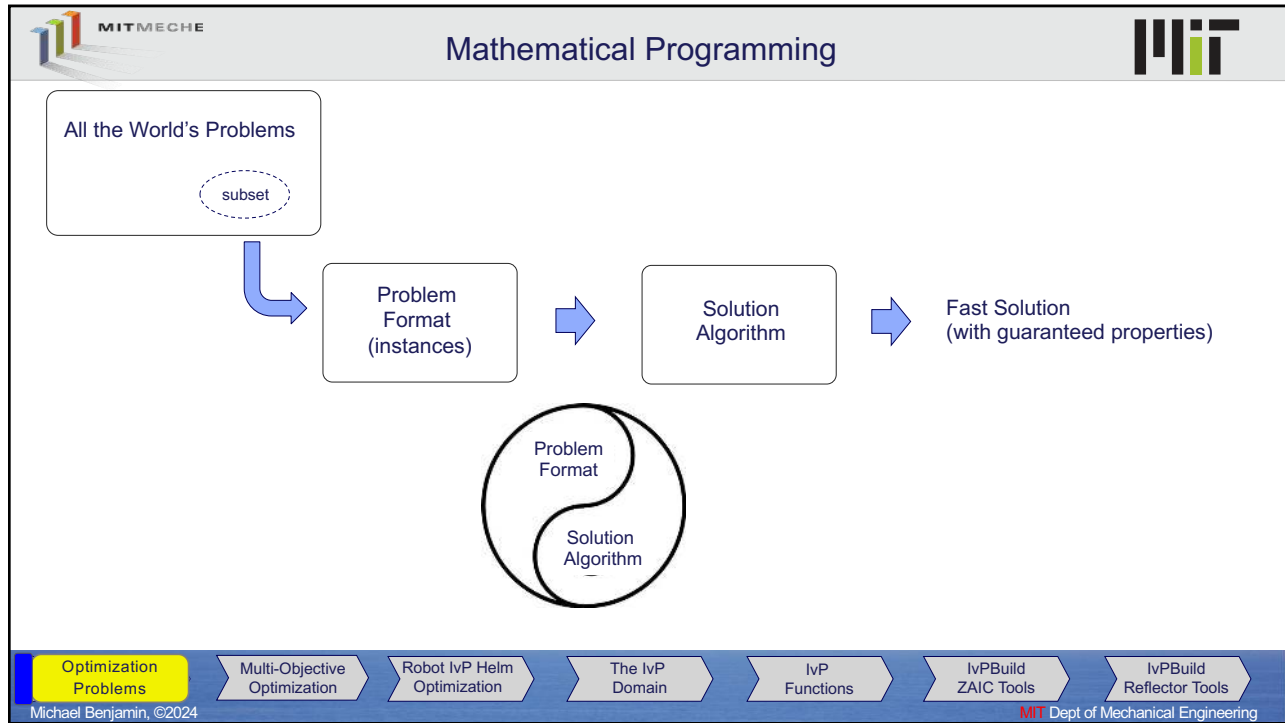 MITMECHE
Mathematical Programming
MIT
All the World's Problems
subset
Problem
Format
(instances)
Solution
Algorithm
Fast Solution
(with guaranteed properties)
Problem
Format
Solution
Algorithm
Optimization
Problems
Multi-Objective
Optimization
Robot IvP Helm
Optimization
The IvP
Domain
IvP
Functions
IvPBuild
ZAIC Tools
IvPBuild
Reflector Tools
Michael Benjamin, ©2024
MIT Dept of Mechanical Engineering